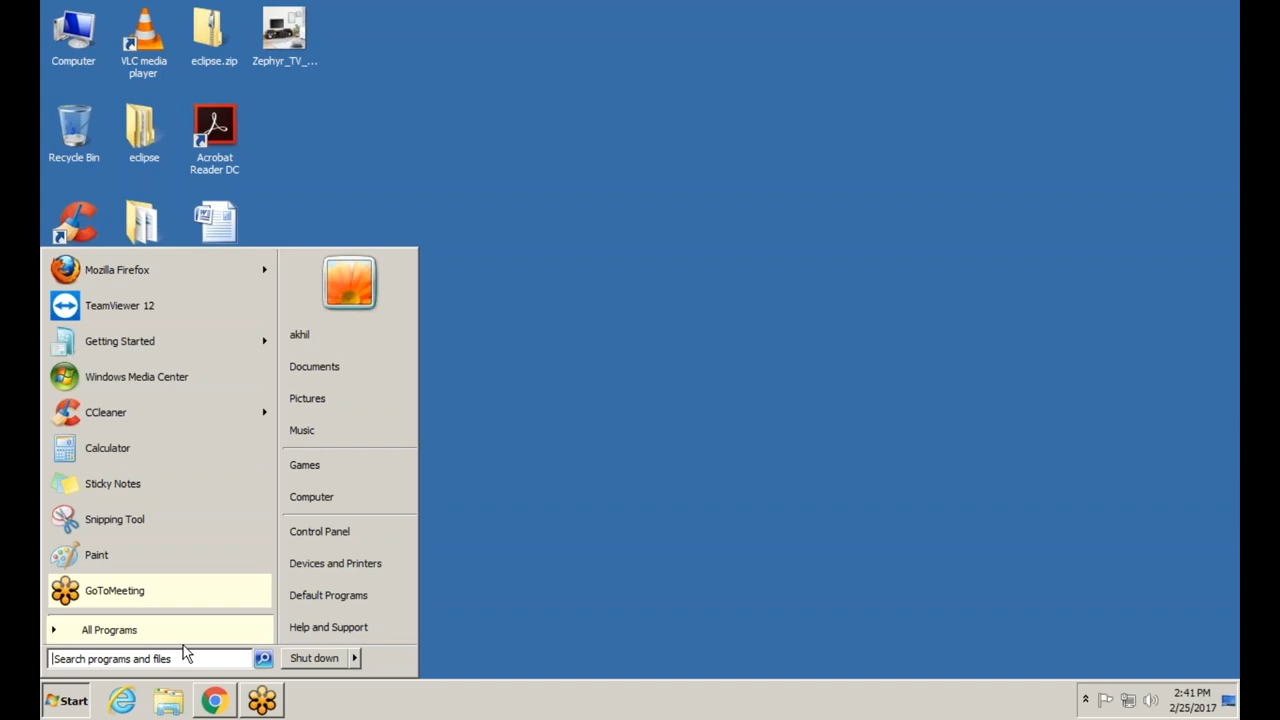 Computer
VLC media
player
eclipse.zip
Zephyr_TV_...
Recycle Bin
eclipse
Acrobat
Reader DC
Mozilla Firefox
TeamViewer 12
Getting Started
Windows Media Center
CCleaner
Calculator
Sticky Notes
Snipping Tool
Paint
GoToMeeting
All Programs
Search programs and files
akhil
Documents
Pictures
Music
Games
Computer
Control Panel
Devices and Printers
Default Programs
Help and Support
Shut down
Start
2:41 PM
2/25/2017